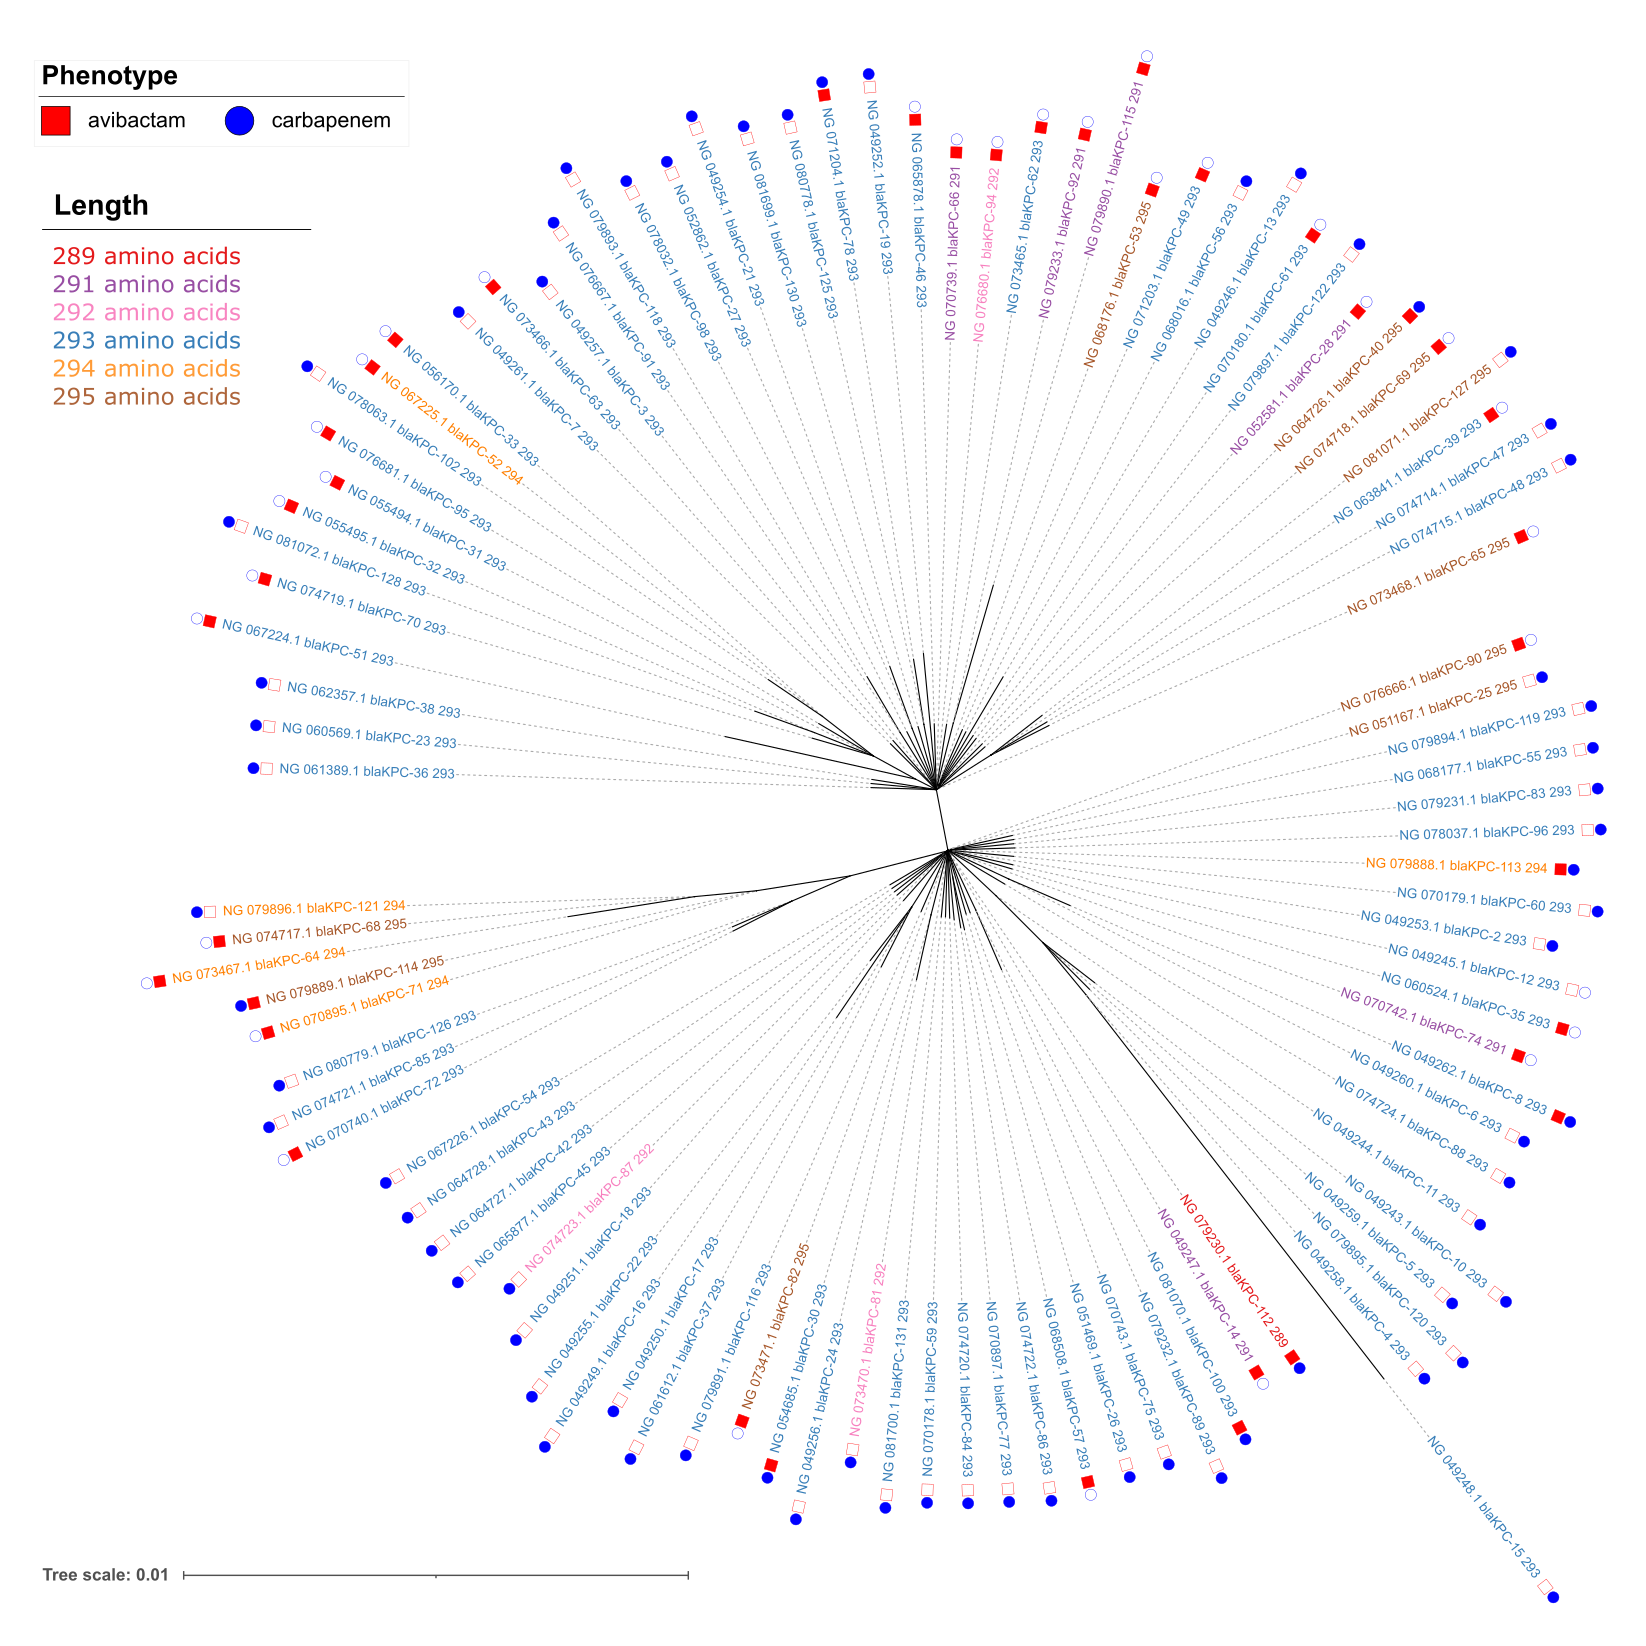 Phenotype
avibactam carbapenem
Length
289 amino acids
291 amino acids
292 amino acids
293 amino acids
294 amino acids
295 amino acids
NG 061389.1 blaKPC-36 293
NG 060569.1 blaKPC-23 293
NG 062357.1 blaKPC-38 293
NG 067224.1 blaKPC-51 293
NG 074719.1 blaKPC-70 293
NG 081072.1 blaKPC-128 293
NG 055495.1 blaKPC-32 293
NG 055494.1 blaKPC-31 293
NG 076681.1 blaKPC-95 293
NG 078063.1 blaKPC-102 293
NG 067225.1 blaKPC-52 294
NG 056170.1 blaKPC-33 293
NG 049261.1 blaKPC-7 293
NG 073466.1 blaKPC-63 293
NG 049257.1 blaKPC-3 293
NG 076667.1 blaKPC-91 293
NG 079893.1 blaKPC-118 293
NG 078032.1 blaKPC-98 293
NG 052862.1 blaKPC-27 293
NG 049254.1 blaKPC-21 293
NG 081699.1 blaKPC-130 293
NG 080778.1 blaKPC-125 293
NG 071204.1 blaKPC-78 293
NG 049252.1 blaKPC-19 293
NG 065878.1 blaKPC-46 293
NG 070739.1 blaKPC-66 291
NG 076680.1 blaKPC-94 292
NG 073465.1 blaKPC-62 293
NG 079233.1 blaKPC-92 291
NG 079890.1 blaKPC-115 291
NG 068176.1 blaKPC-53 295
NG 071203.1 blaKPC-49 293
NG 068016.1 blaKPC-56 293
NG 049246.1 blaKPC-13 293
NG 070180.1 blaKPC-61 293
NG 079897.1 blaKPC-122 293
NG 052581.1 blaKPC-28 291
NG 064726.1 blaKPC-40 295
NG 074718.1 blaKPC-69 295
NG 081071.1 blaKPC-127 295
NG 063841.1 blaKPC-39 293
NG 074714.1 blaKPC-47 293
NG 074715.1 blaKPC-48 293
NG 073468.1 blaKPC-65 295
NG 076666.1 blaKPC-90 295
NG 051167.1 blaKPC-25 295
NG 079894.1 blaKPC-119 293
NG 068177.1 blaKPC-55 293
NG 079231.1 blaKPC-83 293
NG 078037.1 blaKPC-96 293
NG 079888.1 blaKPC-113 294
NG 070179.1 blaKPC-60 293
NG 049253.1 blaKPC-2 293
NG 049245.1 blaKPC-12 293
NG 060524.1 blaKPC-35 293
NG 070742.1 blaKPC-74 291
NG 049262.1 blaKPC-8 293
NG 049260.1 blaKPC-6 293
NG 074724.1 blaKPC-88 293
NG 049244.1 blaKPC-11 293
NG 049243.1 blaKPC-10 293
NG 049259.1 blaKPC-5 293
NG 079895.1 blaKPC-120 293
NG 049258.1 blaKPC-4 293
NG 049248.1 blaKPC-15 293
NG 079230.1 blaKPC-112 289
NG 049247.1 blaKPC-14 291
NG 081070.1 blaKPC-100 293
NG 079232.1 blaKPC-89 293
NG 070743.1 blaKPC-75 293
NG 051469.1 blaKPC-26 293
NG 068508.1 blaKPC-57 293
NG 074722.1 blaKPC-86 293
NG 070897.1 blaKPC-77 293
NG 074720.1 blaKPC-84 293
NG 070178.1 blaKPC-59 293
NG 081700.1 blaKPC-131 293
NG 073470.1 blaKPC-81 292
NG 049256.1 blaKPC-24 293
NG 054685.1 blaKPC-30 293
NG 073471.1 blaKPC-82 295
NG 079891.1 blaKPC-116 293
NG 061612.1 blaKPC-37 293
NG 049250.1 blaKPC-17 293
NG 049249.1 blaKPC-16 293
NG 049255.1 blaKPC-22 293
NG 049251.1 blaKPC-18 293
NG 074723.1 blaKPC-87 292
NG 065877.1 blaKPC-45 293
NG 064727.1 blaKPC-42 293
NG 064728.1 blaKPC-43 293
NG 067226.1 blaKPC-54 293
NG 070740.1 blaKPC-72 293
NG 074721.1 blaKPC-85 293
NG 080779.1 blaKPC-126 293
NG 070895.1 blaKPC-71 294
NG 079889.1 blaKPC-114 295
NG 073467.1 blaKPC-64 294
NG 074717.1 blaKPC-68 295
NG 079896.1 blaKPC-121 294
Tree scale: 0.01